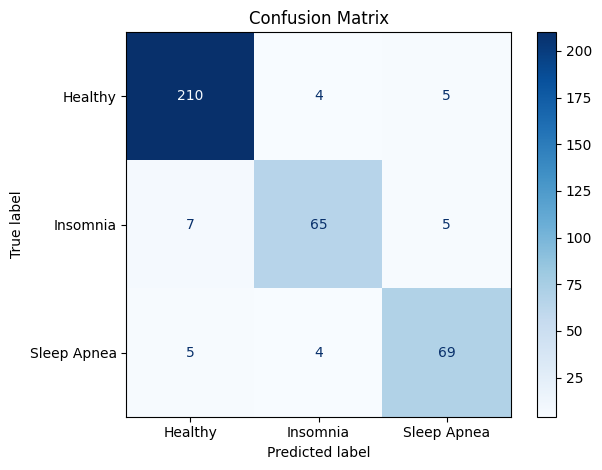 Confusion Matrix
True label
Healthy
Insomnia
Sleep Apnea
210 4 5
7 65 5
5 4 69
Healthy Insomnia Sleep Apnea
Predicted label
200
175
150
125
100
75
50
25